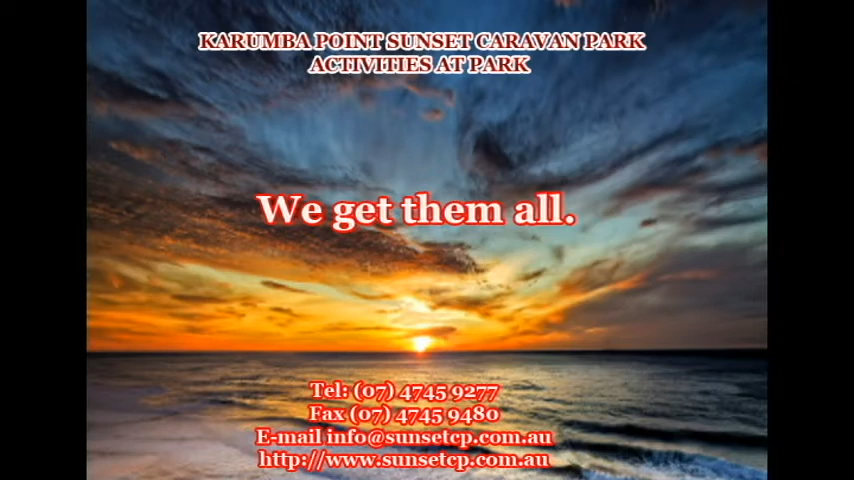 KARUMBA POINT SUNSET CARAVAN PARK
ACTIVITIES AT PARK
We get them all.
Tel: (07) 4745 9277
Fax (07) 4745 9480
E-mail info@sunsetcp.com.au
http://www.sunsetcp.com.au